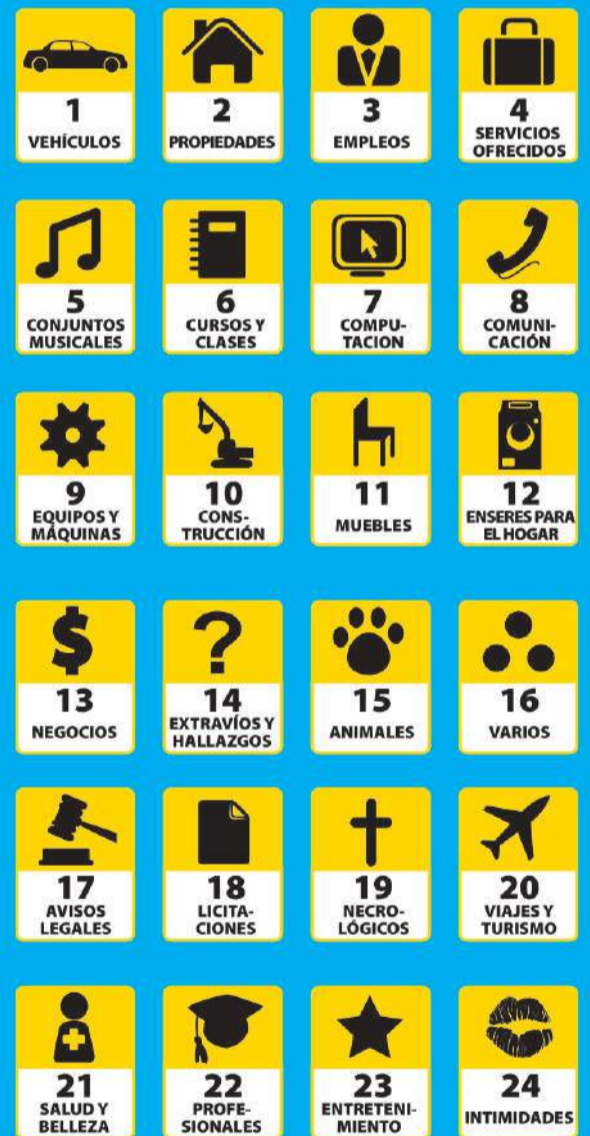 1
VEHÍCULOS
2
PROPIEDADES
3
EMPLEOS
4
SERVICIOS
OFRECIDOS
5
CONJUNTOS
MUSICALES
6
CURSOS Y
CLASES
7
COMPU-
TACION
8
COMUNI-
CACIÓN
9
EQUIPOS Y
MÁQUINAS
10
CONS-
TRUCCIÓN
11
MUEBLES
12
ENSERES PARA
EL HOGAR
$
13
NEGOCIOS
?
14
EXTRAVÍOS Y
HALLAZGOS
15
ANIMALES
16
VARIOS
17
AVISOS
LEGALES
18
LICITA-
CIONES
19
NECRO-
LÓGICOS
20
VIAJES Y
TURISMO
21
SALUD Y
BELLEZA
22
PROFE-
SIONALES
23
ENTRETENI-
MIENTO
24
INTIMIDADES